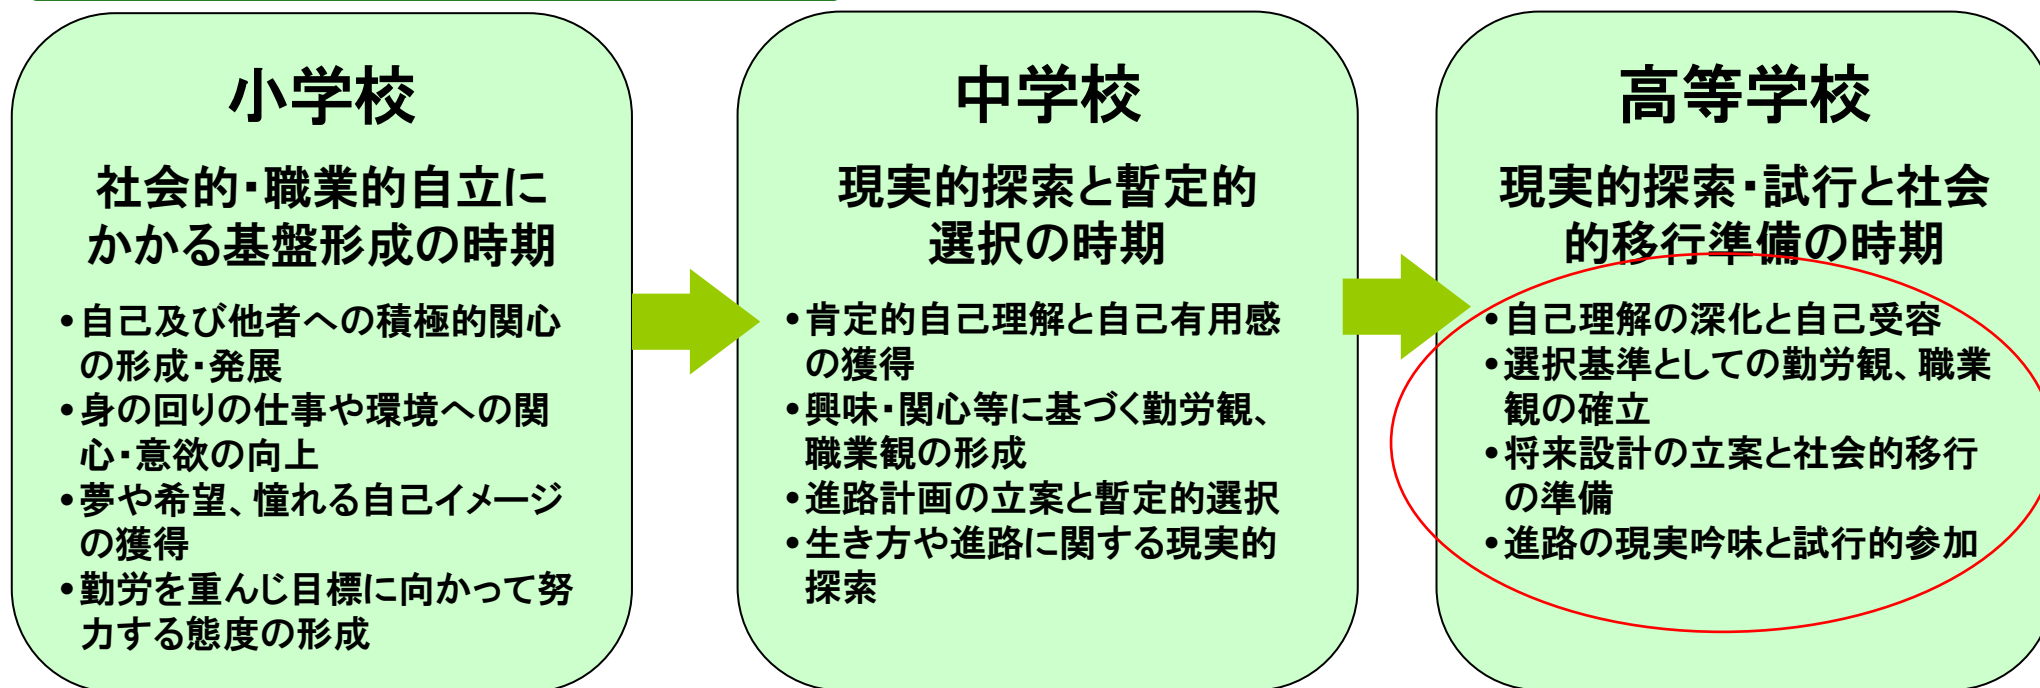 小学校
社会的・職業的自立に
かかる基盤形成の時期
•自己及び他者への積極的関心
の形成・発展
•身の回りの仕事や環境への関
心・意欲の向上
•夢や希望、憧れる自己イメージ
の獲得
•勤労を重んじ目標に向かって努
力する態度の形成
中学校
現実的探索と暫定的
選択の時期
•肯定的自己理解と自己有用感
の獲得
•興味・関心等に基づく勤労観、
職業観の形成
•進路計画の立案と暫定的選択
•生き方や進路に関する現実的
探索
高等学校
現実的探索・試行と社会
的移行準備の時期
•自己理解の深化と自己受容
•選択基準としての勤労観、職業
観の確立
•将来設計の立案と社会的移行
の準備
•進路の現実吟味と試行的参加